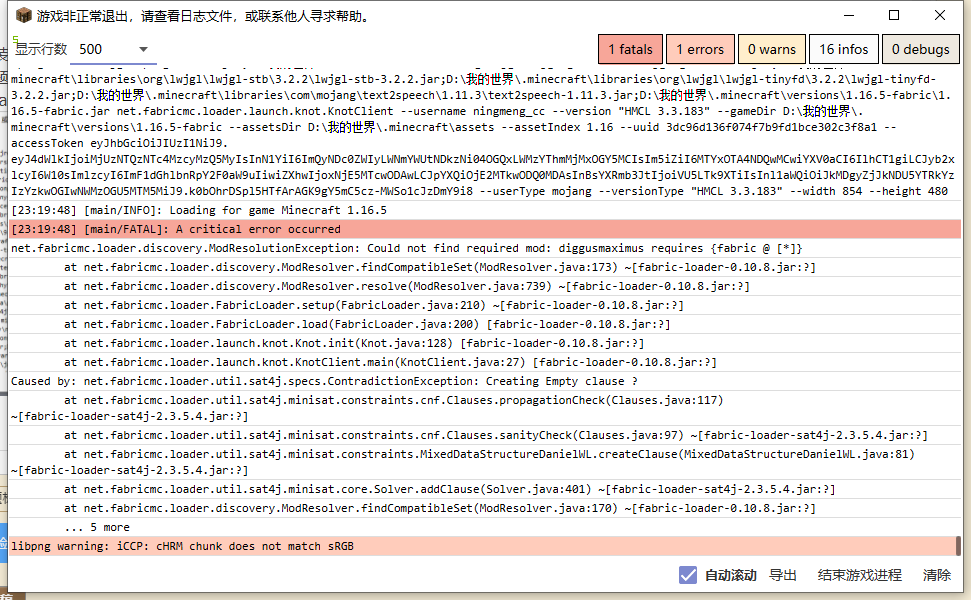 游戏非正常退出，请查看日志文件，或联系他人寻求帮助。
显示行数 500
1 fatals 1 errors 0 warns 16 infos 0 debugs
minecraft\libraries\org\lwjgl\lwjgl-stb\3.2.2\lwjgl-stb-3.2.2.jar;D:\我的世界\.minecraft\libraries\org\lwjgl\lwjgl-tinyfd\3.2.2\lwjgl-tinyfd-
3.2.2.jar;D:\我的世界\.minecraft\libraries\com\mojang\text2speech\1.11.3\text2speech-1.11.3.jar;D:\我的世界\.minecraft\versions\1.16.5-fabric\1.
16.5-fabric.jar net.fabricmc.loader.launch.knot.KnotClient --username ningmeng_cc --version "HMCL 3.3.183" --gameDir D:\我的世界\.
minecraft\versions\1.16.5-fabric --assetsDir D:\我的世界\.minecraft\assets --assetIndex 1.16 --uuid 3dc96d136f074f7b9fd1bce302c3f8a1 --
accessToken eyJhbGciOiJIUzI1NiJ9.
--userType mojang --versionType "HMCL 3.3.183" --width 854 --height 480
[23:19:48] [main/INFO]: Loading for game Minecraft 1.16.5
[23:19:48] [main/FATAL]: A critical error occurred
net.fabricmc.loader.discovery.ModResolutionException: Could not find required mod: diggusmaximus requires {fabric @ [*]}
at net.fabricmc.loader.discovery.ModResolver.findCompatibleSet(ModResolver.java:173) ~[fabric-loader-0.10.8.jar:?]
at net.fabricmc.loader.discovery.ModResolver.resolve(ModResolver.java:739) ~[fabric-loader-0.10.8.jar:?]
at net.fabricmc.loader.FabricLoader.setup(FabricLoader.java:210) ~[fabric-loader-0.10.8.jar:?]
at net.fabricmc.loader.FabricLoader.load(FabricLoader.java:200) [fabric-loader-0.10.8.jar:?]
at net.fabricmc.loader.launch.knot.Knot.init(Knot.java:128) [fabric-loader-0.10.8.jar:?]
at net.fabricmc.loader.launch.knot.KnotClient.main(KnotClient.java:27) [fabric-loader-0.10.8.jar:?]
Caused by: net.fabricmc.loader.util.sat4j.specs.ContradictionException: Creating Empty clause ?
at net.fabricmc.loader.util.sat4j.minisat.constraints.cnf.Clauses.propagationCheck(Clauses.java:117)
~[fabric-loader-sat4j-2.3.5.4.jar:?]
at net.fabricmc.loader.util.sat4j.minisat.constraints.cnf.Clauses.sanityCheck(Clauses.java:97) ~[fabric-loader-sat4j-2.3.5.4.jar:?]
at net.fabricmc.loader.util.sat4j.minisat.constraints.MixedDataStructureDanielWL.createClause(MixedDataStructureDanielWL.java:81)
~[fabric-loader-sat4j-2.3.5.4.jar:?]
at net.fabricmc.loader.util.sat4j.minisat.core.Solver.addClause(Solver.java:401) ~[fabric-loader-sat4j-2.3.5.4.jar:?]
at net.fabricmc.loader.discovery.ModResolver.findCompatibleSet(ModResolver.java:170) ~[fabric-loader-0.10.8.jar:?]
... 5 more
libpng warning: iCCP: cHRM chunk does not match sRGB
自动滚动 导出 结束游戏进程 清除